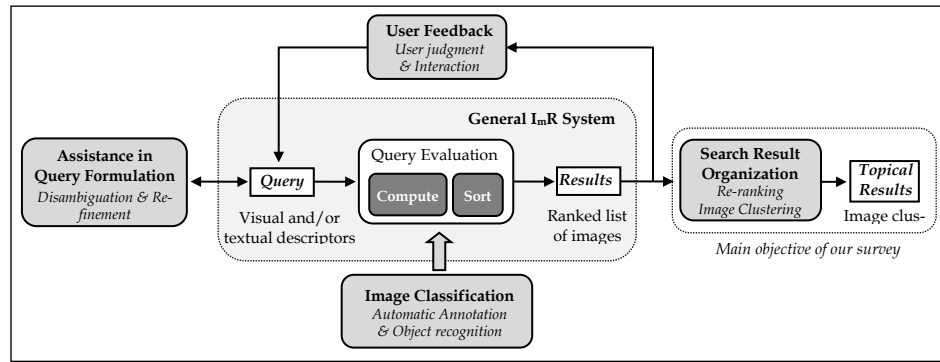 User Feedback
User judgment
& Interaction
General ImR System
Assistance in
Query Formulation
Disambiguation & Re-
finement
Query
Visual and/or
textual descriptors
Query Evaluation
Compute
Sort
Results
Ranked list
of images
Search Result
Organization
Re-ranking
Image Clustering
Topical
Results
Image clus-
Main objective of our survey
Image Classification
Automatic Annotation
& Object recognition